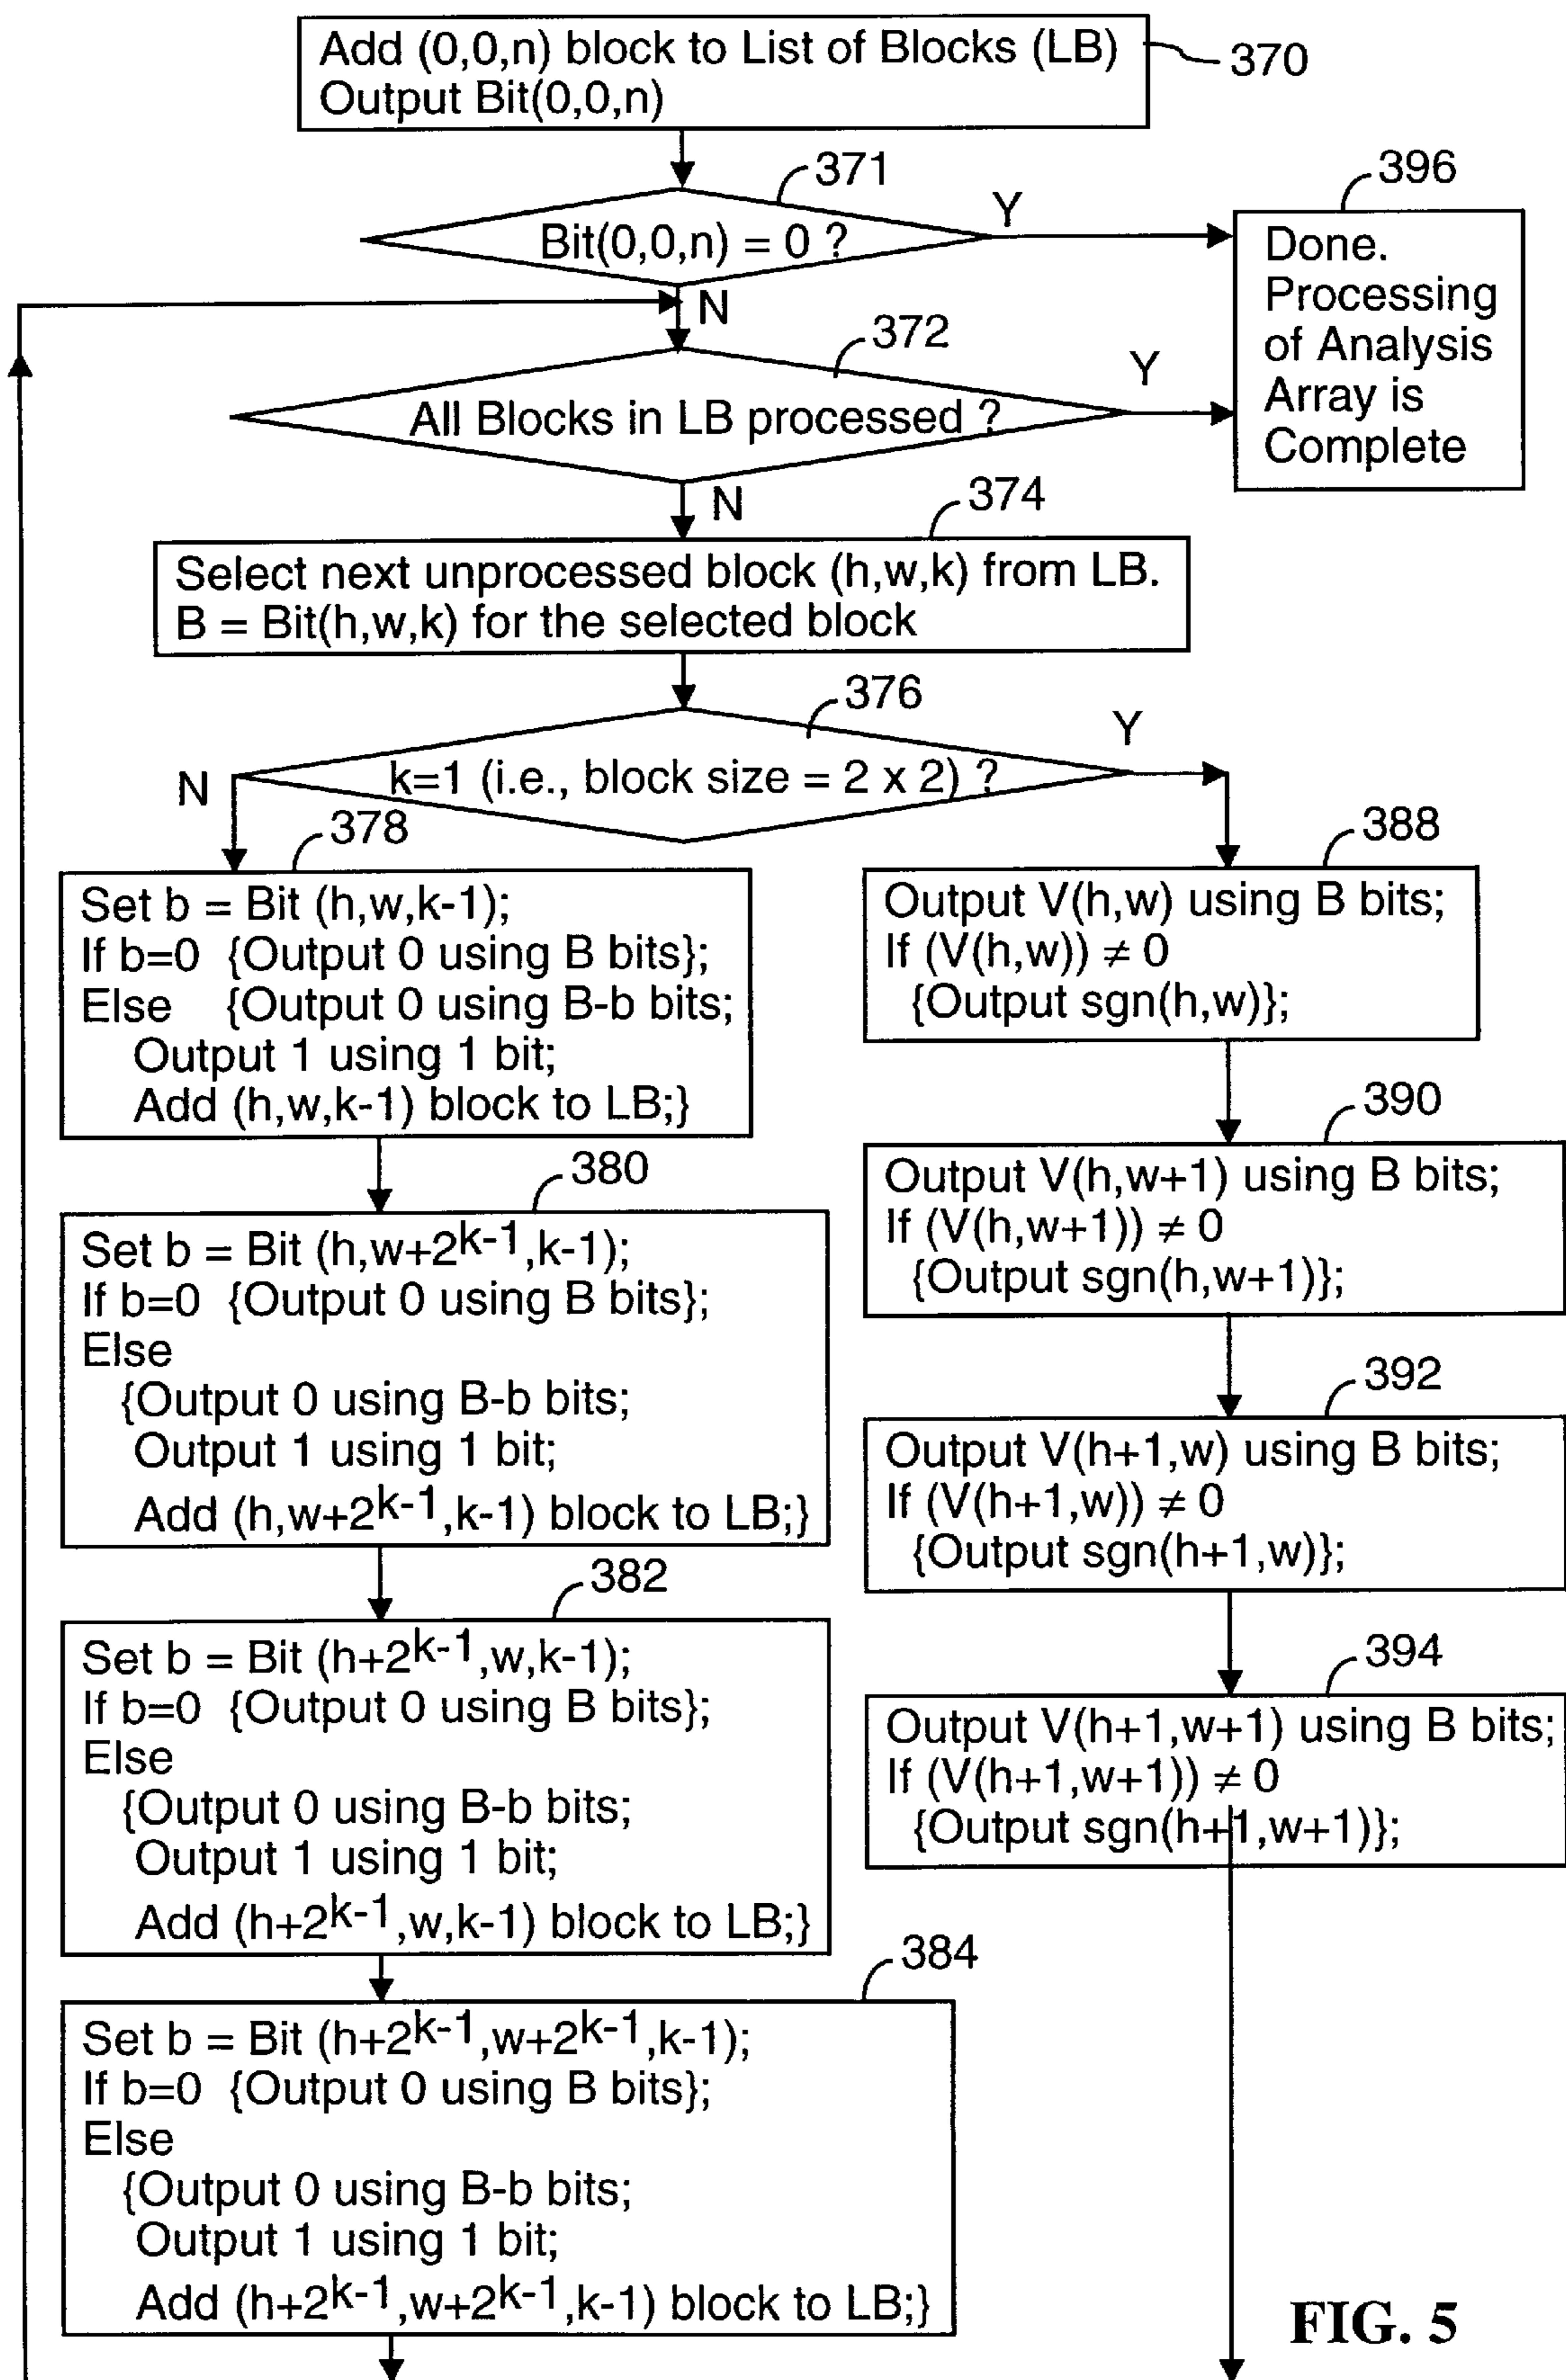 Add (0,0,n) block to List of Blocks (LB)
Output Bit(0,0,n)
370
371
Bit(0,0,n) = 0 ?
Y
N
396
Done.
Processing
of Analysis
Array is
Complete
372
All Blocks in LB processed ?
Y
N
374
Select next unprocessed block (h,w,k) from LB.
B = Bit(h,w,k) for the selected block
376
k=1 (i.e., block size = 2 x 2) ?
N
Y
378
Set b = Bit (h,w,k-1);
If b=0 {Output 0 using B bits};
Else {Output 0 using B-b bits;
Output 1 using 1 bit;
Add (h,w,k-1) block to LB;}
380
Set b = Bit (h,w+2^k-1,k-1);
If b=0 {Output 0 using B bits};
Else
{Output 0 using B-b bits;
Output 1 using 1 bit;
Add (h,w+2^k-1,k-1) block to LB;}
382
Set b = Bit (h+2^k-1,w,k-1);
If b=0 {Output 0 using B bits};
Else
{Output 0 using B-b bits;
Output 1 using 1 bit;
Add (h+2^k-1,w,k-1) block to LB;}
384
Set b = Bit (h+2^k-1,w+2^k-1,k-1);
If b=0 {Output 0 using B bits};
Else
{Output 0 using B-b bits;
Output 1 using 1 bit;
Add (h+2^k-1,w+2^k-1,k-1) block to LB;}
388
Output V(h,w) using B bits;
If (V(h,w)) ≠ 0
{Output sgn(h,w)};
390
Output V(h,w+1) using B bits;
If (V(h,w+1)) ≠ 0
{Output sgn(h,w+1)};
392
Output V(h+1,w) using B bits;
If (V(h+1,w)) ≠ 0
{Output sgn(h+1,w)};
394
Output V(h+1,w+1) using B bits;
If (V(h+1,w+1)) ≠ 0
{Output sgn(h+1,w+1)};
FIG. 5